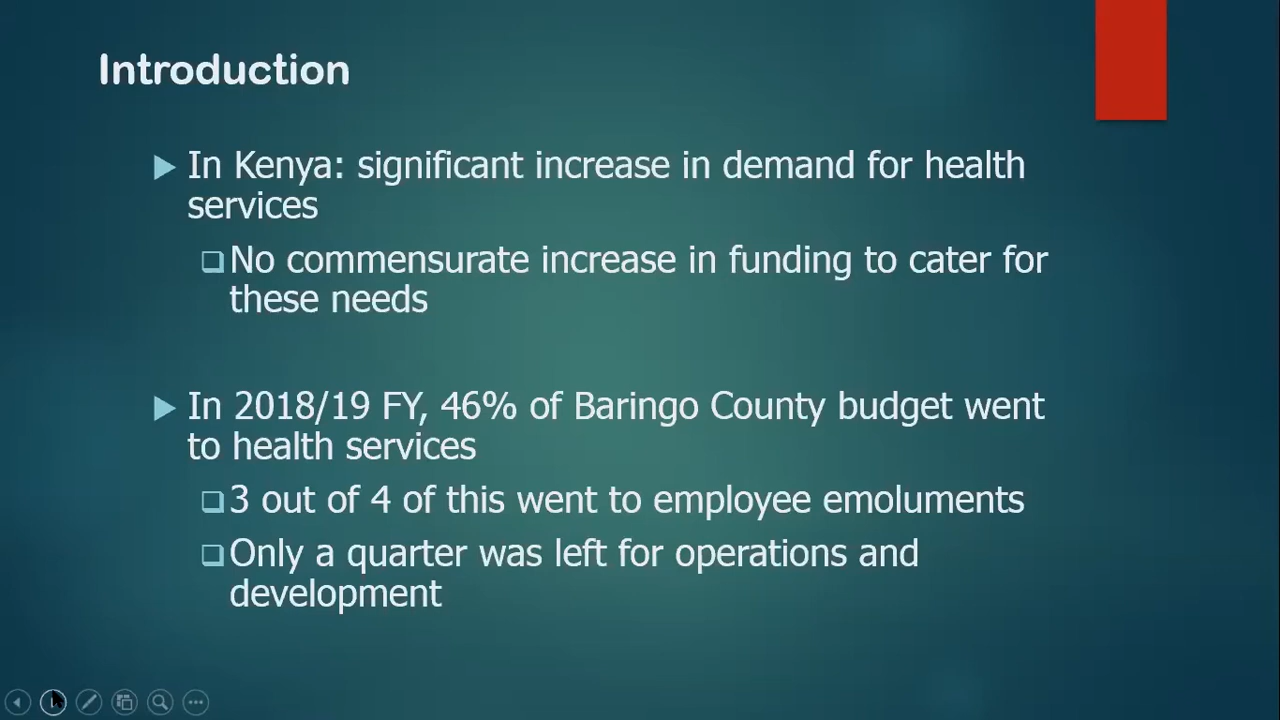 Introduction
In Kenya: significant increase in demand for health
services
No commensurate increase in funding to cater for
these needs
In 2018/19 FY, 46% of Baringo County budget went
to health services
3 out of 4 of this went to employee emoluments
Only a quarter was left for operations and
development